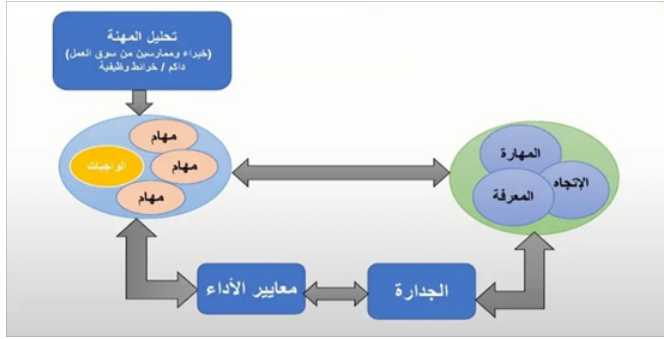 تحليل المهنة
(خبراء وممارسين من سوق العمل)
داكم / خرائط وظيفية
مهام
الواجبات
مهام
مهام
المهارة
الإتجاه
المعرفة
معايير الأداء
الجدارة